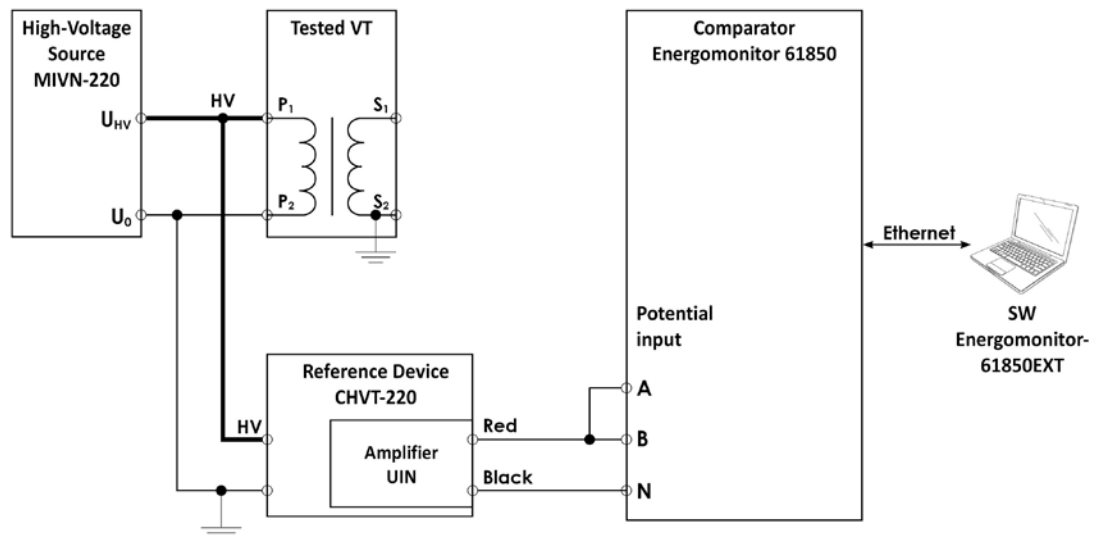 High-Voltage
Source
MIVN-220
U_HV
U₀
HV
Tested VT
P₁
P₂
S₁
S₂
Comparator
Energomonitor 61850
Potential
input
A
B
N
Ethernet
SW
Energomonitor-
61850EXT
Reference Device
CHVT-220
HV
Amplifier
UIN
Red
Black